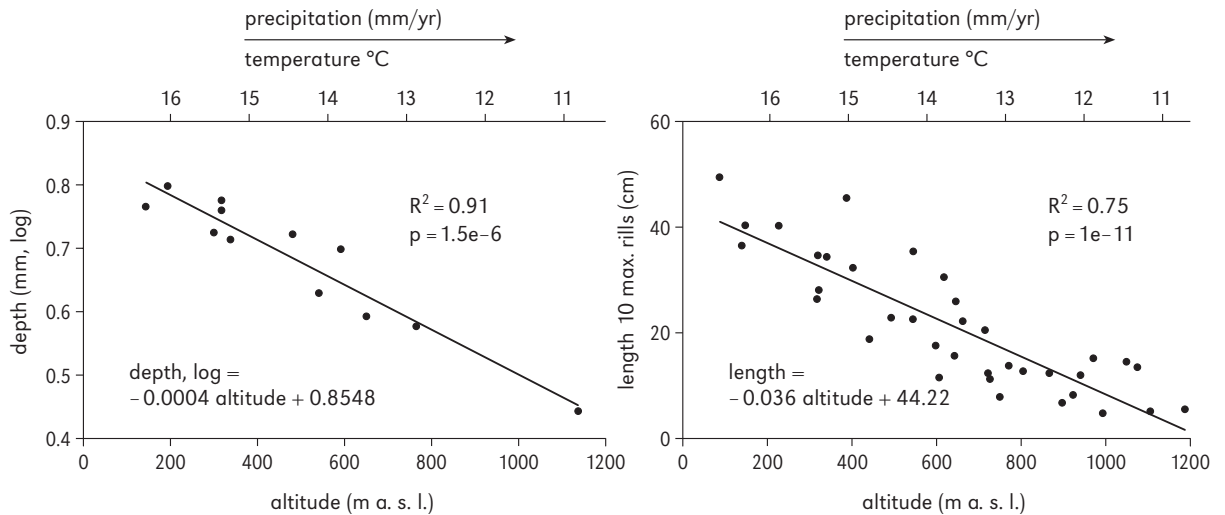 precipitation (mm/yr)
temperature °C
16 15 14 13 12 11
0.9
0.8
0.7
0.6
0.5
0.4
depth (mm, log)
R² = 0.91
p = 1.5e–6
depth, log =
– 0.0004 altitude + 0.8548
0 200 400 600 800 1000 1200
altitude (m a. s. l.)
precipitation (mm/yr)
temperature °C
16 15 14 13 12 11
60
40
20
0
length 10 max. rills (cm)
R² = 0.75
p = 1e–11
length =
– 0.036 altitude + 44.22
0 200 400 600 800 1000 1200
altitude (m a. s. l.)